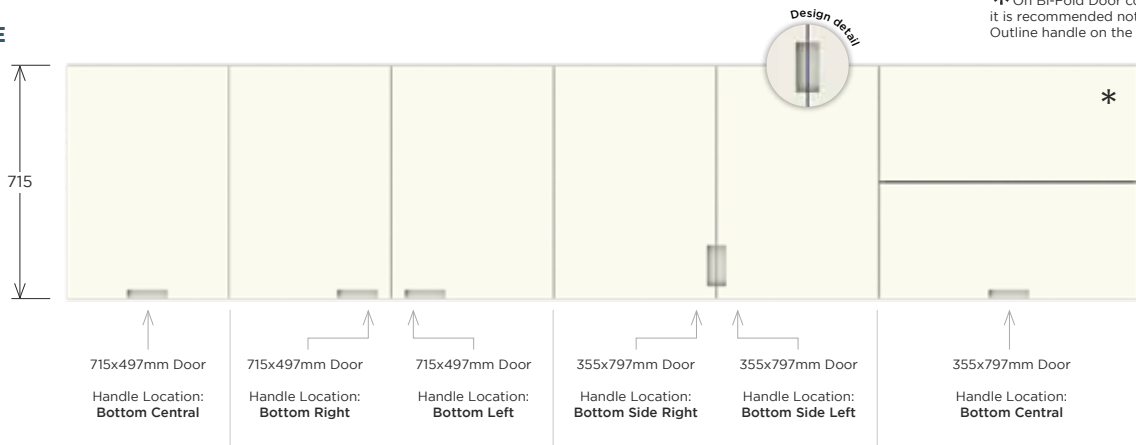 * On Bi-Fold Door
it is recommended not
Outline handle on the
E
Design detail
*
715
715x497mm Door
Handle Location:
Bottom Central
715x497mm Door
Handle Location:
Bottom Right
715x497mm Door
Handle Location:
Bottom Left
355x797mm Door
Handle Location:
Bottom Side Right
355x797mm Door
Handle Location:
Bottom Side Left
355x797mm Door
Handle Location:
Bottom Central